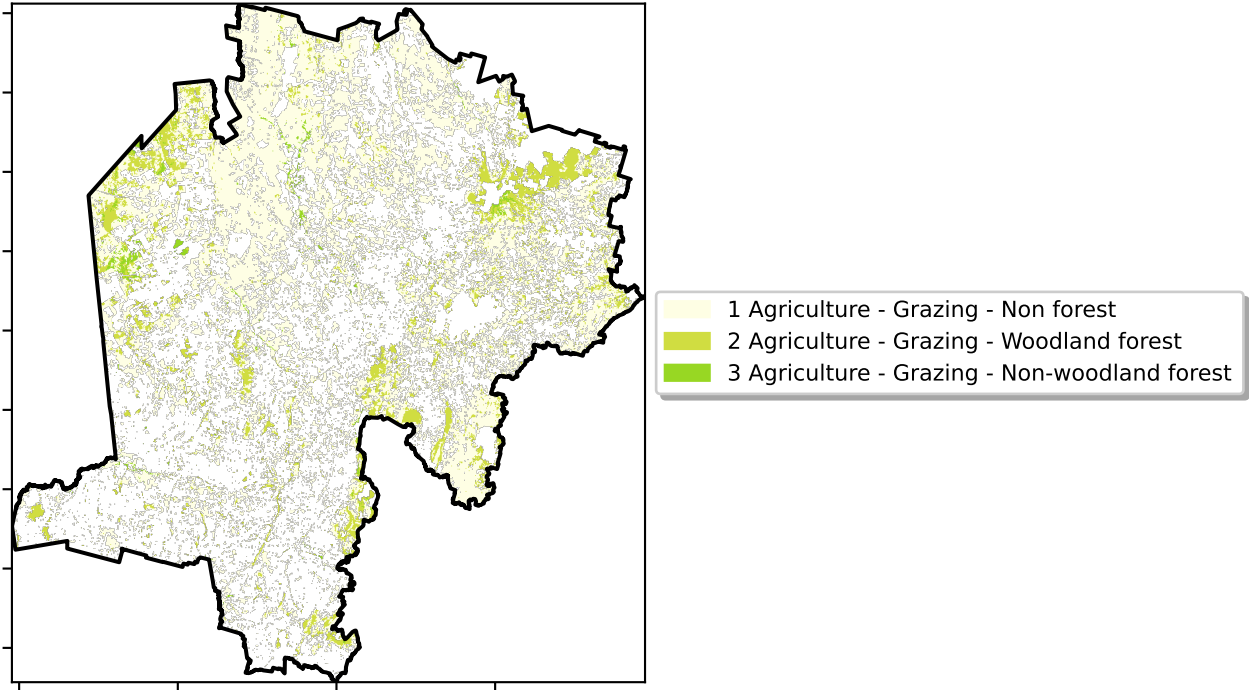 1 Agriculture - Grazing - Non forest
2 Agriculture - Grazing - Woodland forest
3 Agriculture - Grazing - Non-woodland forest